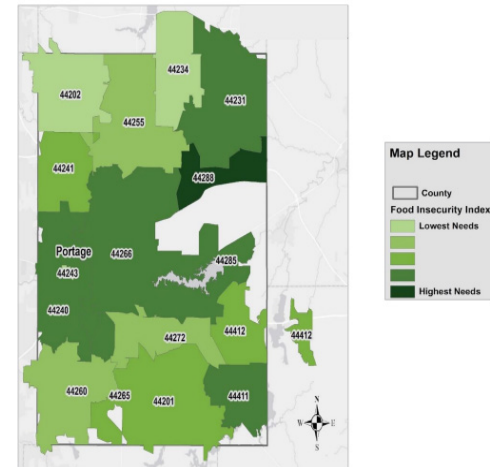 44234
44202
44231
44255
44241
44288
Portage
44266
44285
44243
44240
44412
44412
44272
44260
44265
44201
44411
N
W E
S
Map Legend
County
Food Insecurity Index
Lowest Needs
Highest Needs